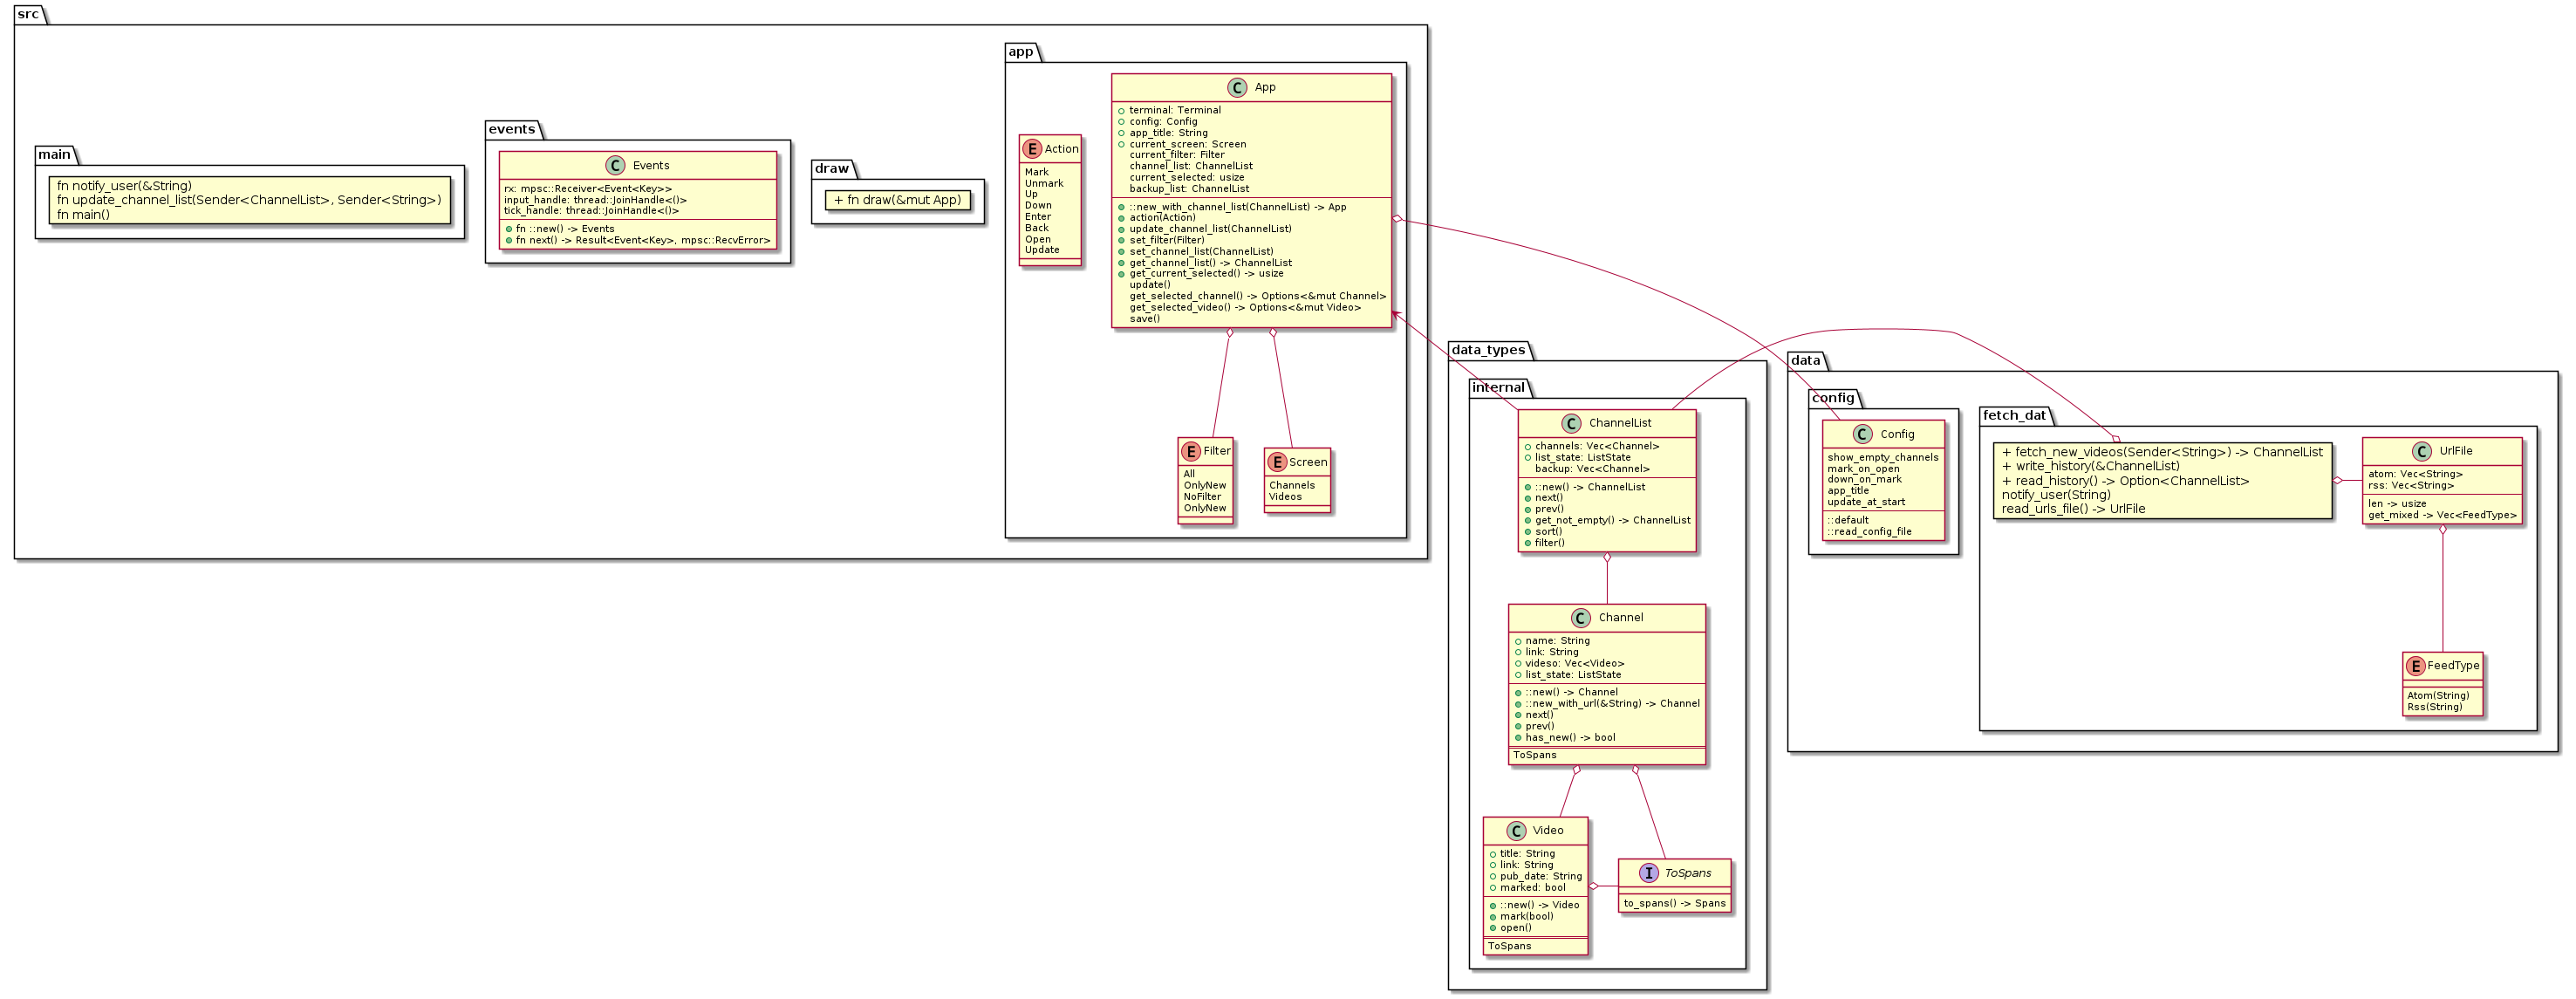 src
main
fn notify_user(&String)
fn update_channel_list(Sender<ChannelList>, Sender<String>)
fn main()
events
C Events
rx: mpsc::Receiver<Event<Key>>
input_handle: thread::JoinHandle<()>
tick_handle: thread::JoinHandle<()>
fn ::new() -> Events
fn next() -> Result<Event<Key>, mpsc::RecvError>
draw
+ fn draw(&mut App)
app
E Action
Mark
Unmark
Up
Down
Enter
Back
Open
Update
C App
terminal: Terminal
config: Config
app_title: String
current_screen: Screen
current_filter: Filter
channel_list: ChannelList
current_selected: usize
backup_list: ChannelList
::new_with_channel_list(ChannelList) -> App
action(Action)
update_channel_list(ChannelList)
set_filter(Filter)
set_channel_list(ChannelList)
get_channel_list() -> ChannelList
get_current_selected() -> usize
update()
get_selected_channel() -> Options<&mut Channel>
get_selected_video() -> Options<&mut Video>
save()
E Filter
All
OnlyNew
NoFilter
OnlyNew
E Screen
Channels
Videos
data_types
internal
C ChannelList
channels: Vec<Channel>
list_state: ListState
backup: Vec<Channel>
::new() -> ChannelList
next()
prev()
get_not_empty() -> ChannelList
sort()
filter()
C Channel
name: String
link: String
videso: Vec<Video>
list_state: ListState
::new() -> Channel
::new_with_url(&String) -> Channel
next()
prev()
has_new() -> bool
ToSpans
C Video
title: String
link: String
pub_date: String
marked: bool
::new() -> Video
mark(bool)
open()
ToSpans
I ToSpans
to_spans() -> Spans
data
config
C Config
show_empty_channels
mark_on_open
down_on_mark
app_title
update_at_start
::default
::read_config_file
fetch_dat
+ fetch_new_videos(Sender<String>) -> ChannelList
+ write_history(&ChannelList)
+ read_history() -> Option<ChannelList>
notify_user(String)
read_urls_file() -> UrlFile
C UrlFile
atom: Vec<String>
rss: Vec<String>
len -> usize
get_mixed -> Vec<FeedType>
E FeedType
Atom(String)
Rss(String)